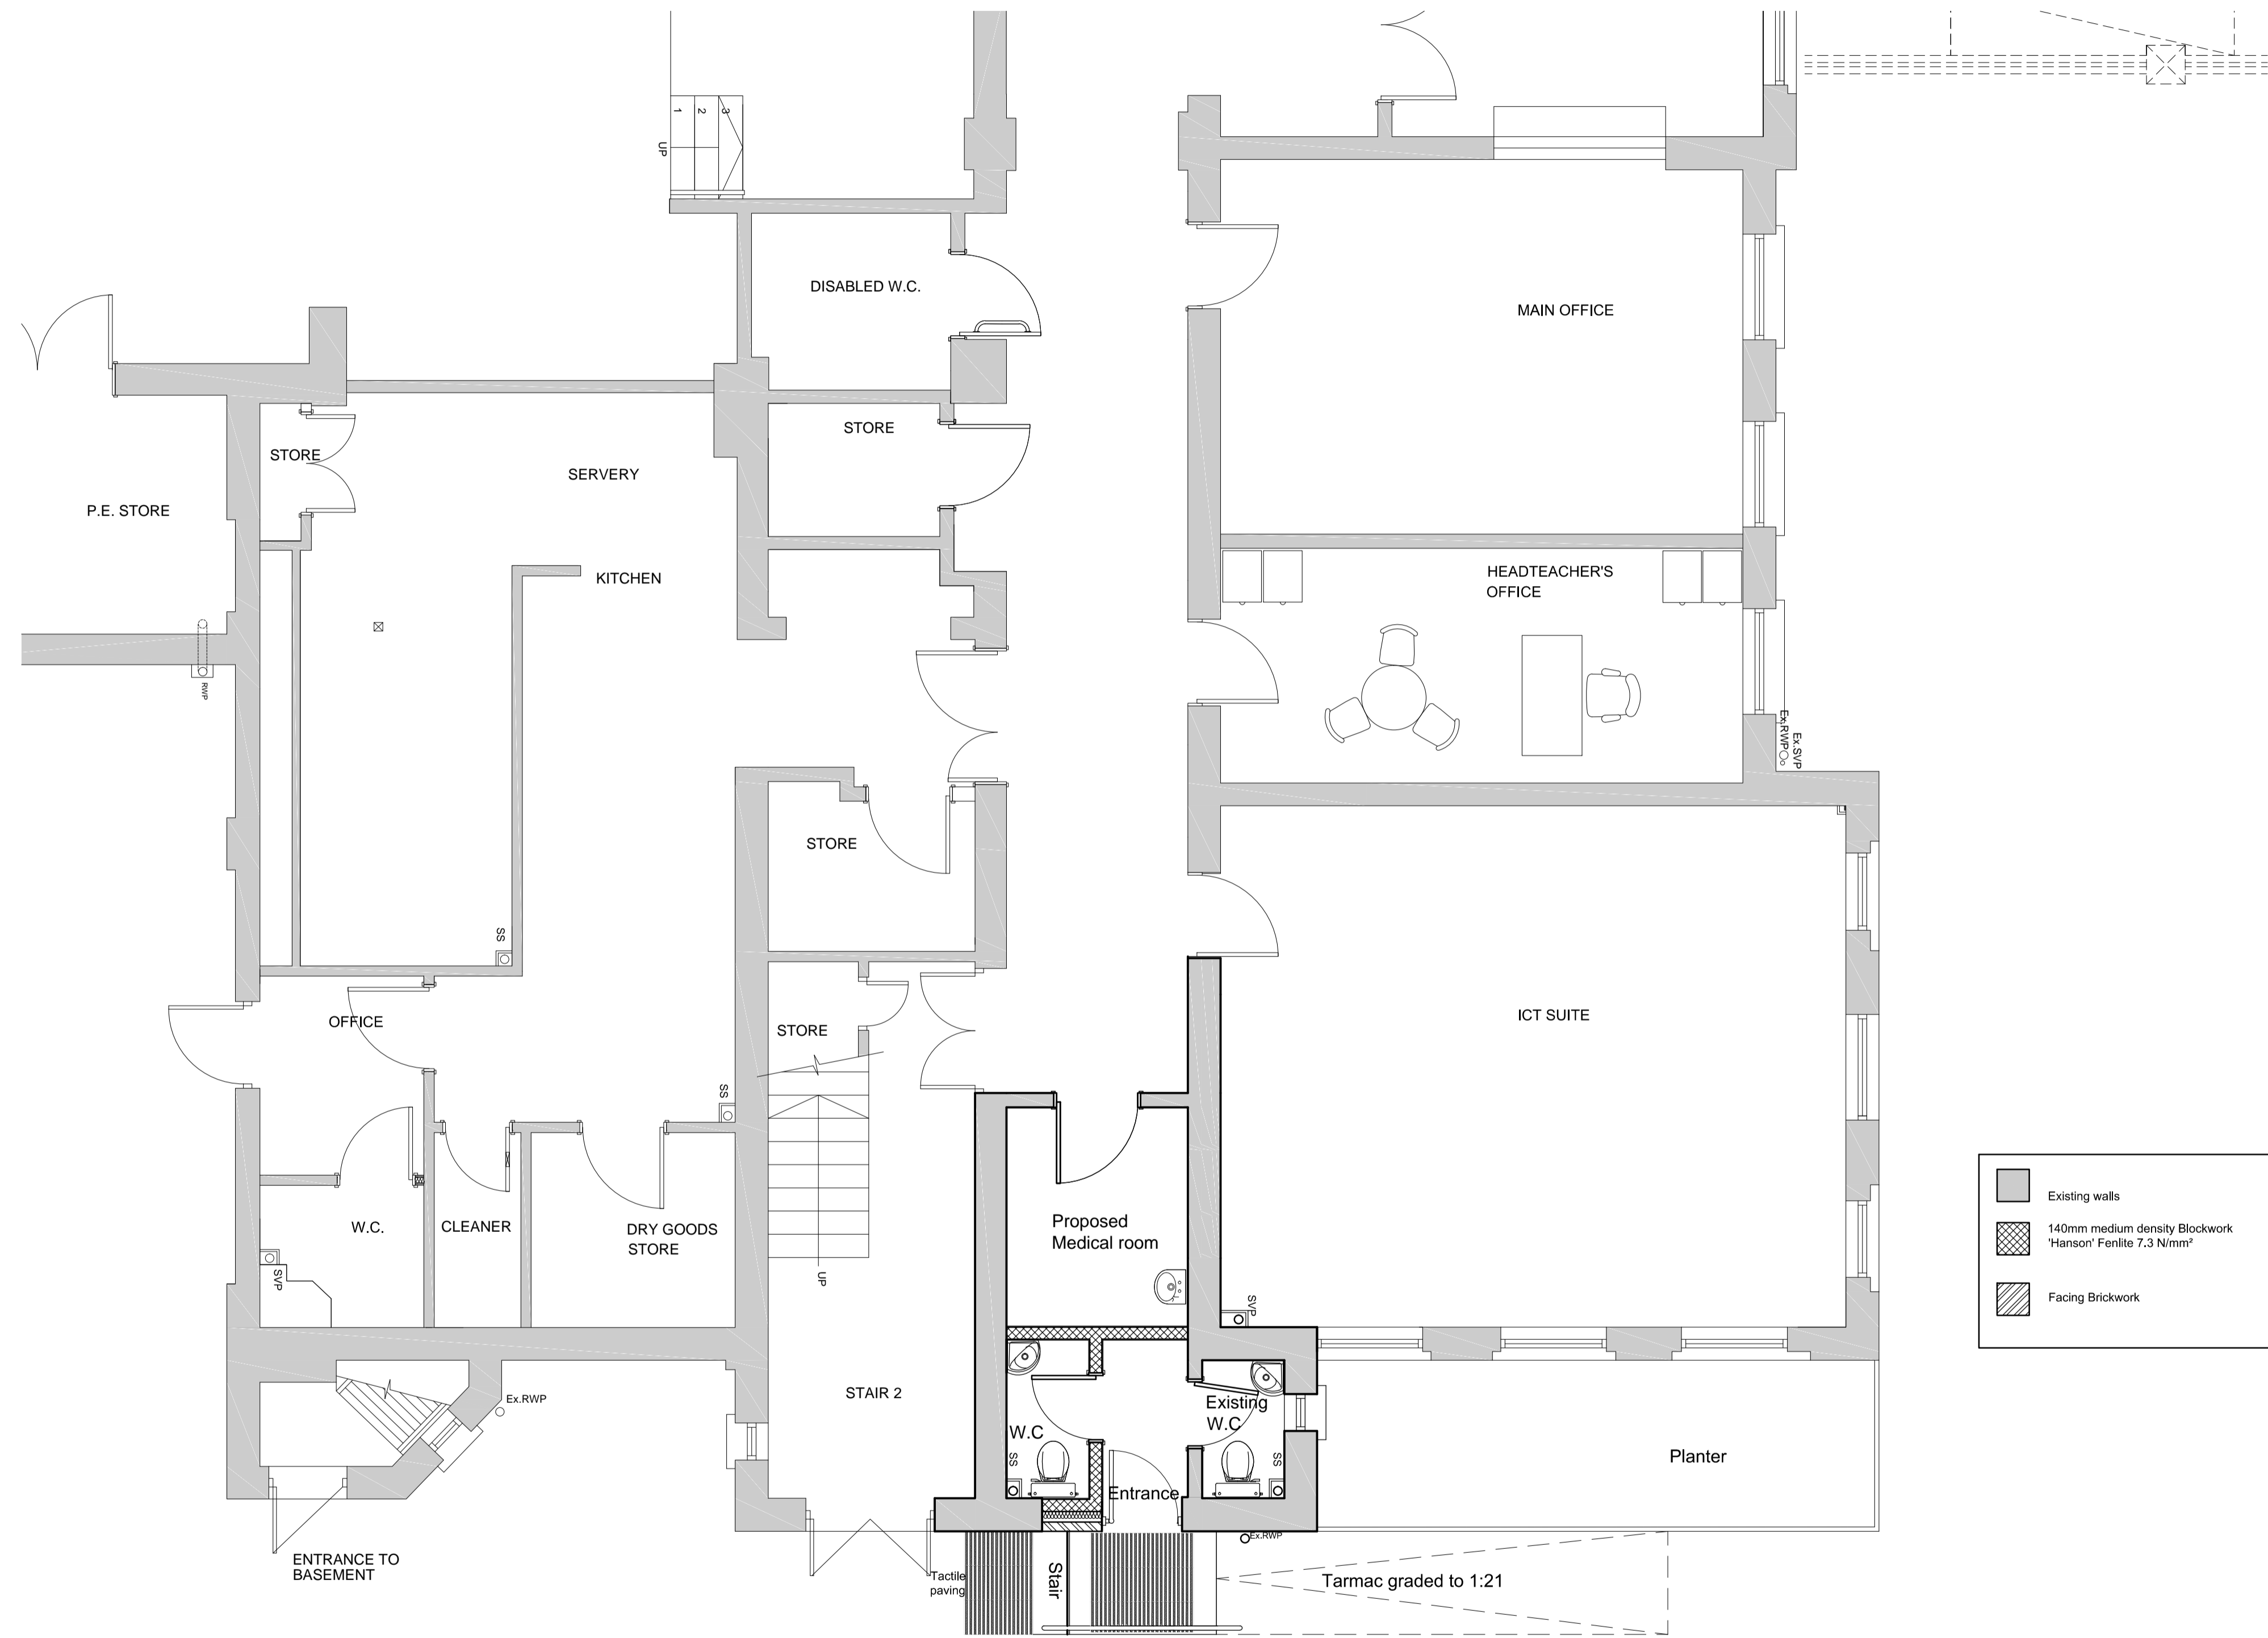 1
2
3
UP
DISABLED W.C.
MAIN OFFICE
STORE
STORE
SERVERY
P.E. STORE
KITCHEN
HEADTEACHER'S
OFFICE
RWP
Ex.RWP
Ex.SVP
STORE
SS
ICT SUITE
OFFICE
STORE
SS
Existing walls
140mm medium density Blockwork
'Hanson' Fenlite 7.3 N/mm²
Facing Brickwork
W.C.
CLEANER
DRY GOODS
STORE
Proposed
Medical room
SVP
UP
SVP
STAIR 2
Ex.RWP
Existing
W.C
W.C
SS
SS
Planter
Entrance
Ex.RWP
ENTRANCE TO
BASEMENT
Tactile
paving
Stair
Tarmac graded to 1:21